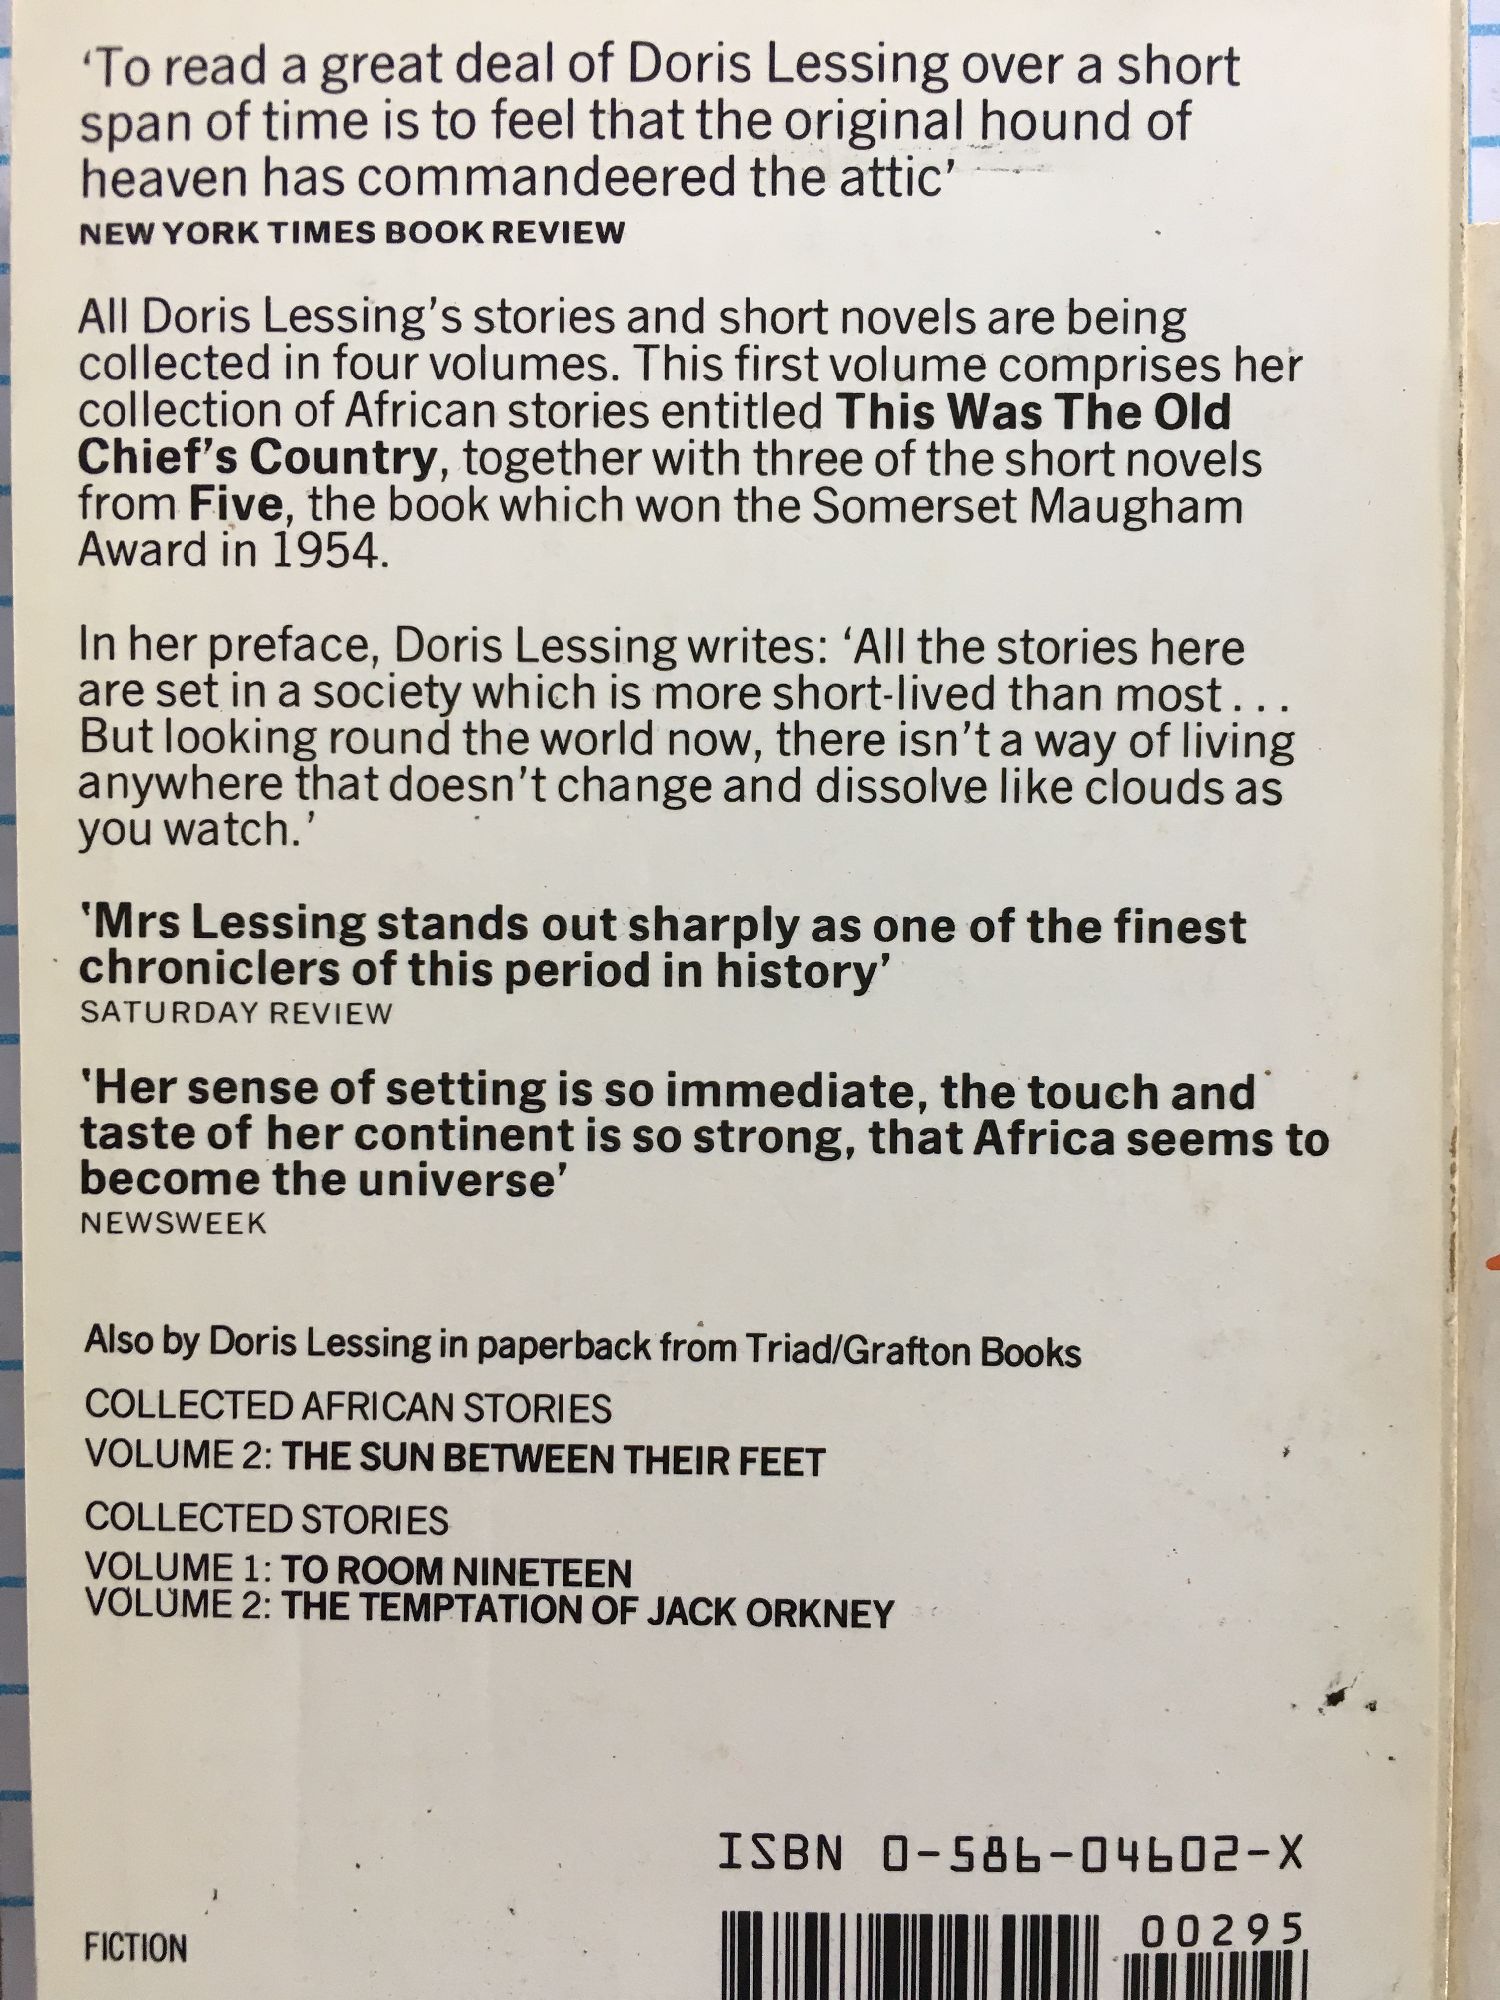 ‘To read a great deal of Doris Lessing over a short
span of time is to feel that the original hound of
heaven has commandeered the attic’
NEW YORK TIMES BOOK REVIEW
All Doris Lessing’s stories and short novels are being
collected in four volumes. This first volume comprises her
collection of African stories entitled This Was The Old
Chief’s Country, together with three of the short novels
from Five, the book which won the Somerset Maugham
Award in 1954.
In her preface, Doris Lessing writes: ‘All the stories here
are set in a society which is more short-lived than most . . .
But looking round the world now, there isn’t a way of living
anywhere that doesn’t change and dissolve like clouds as
you watch.’
‘Mrs Lessing stands out sharply as one of the finest
chroniclers of this period in history’
SATURDAY REVIEW
‘Her sense of setting is so immediate, the touch and
taste of her continent is so strong, that Africa seems to
become the universe’
NEWSWEEK
Also by Doris Lessing in paperback from Triad/Grafton Books
COLLECTED AFRICAN STORIES
VOLUME 2: THE SUN BETWEEN THEIR FEET
COLLECTED STORIES
VOLUME 1: TO ROOM NINETEEN
VOLUME 2: THE TEMPTATION OF JACK ORKNEY
ISBN 0-586-04602-X
00295
FICTION